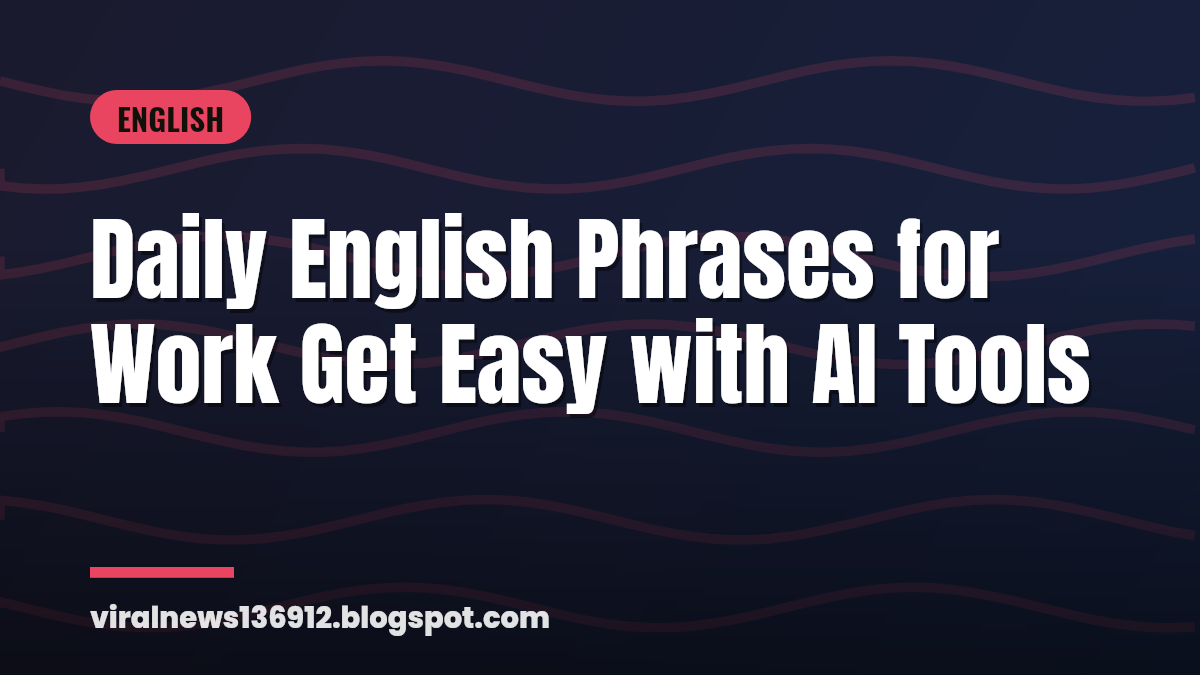 ENGLISH
Daily English Phrases for
Work Get Easy with AI Tools
viralnews136912.blogspot.com